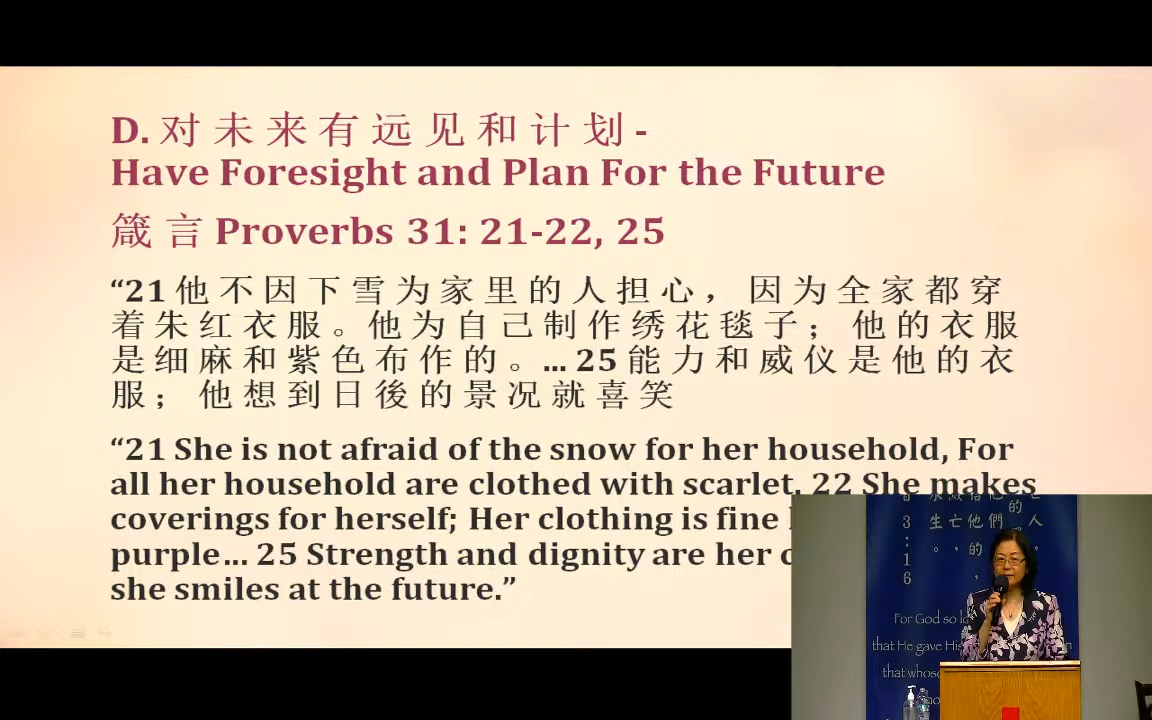 D. 对未来有远见和计划 -
Have Foresight and Plan For the Future
箴言 Proverbs 31: 21-22, 25
“21 他不因下雪为家里的人担心，因为全家都穿
着朱红衣服。他为自己制作绣花毯子；他的衣服
是细麻和紫色布作的。... 25 能力和威仪是他的衣
服；他想到日後的景况就喜笑
“21 She is not afraid of the snow for her household, For
all her household are clothed with scarlet. 22 She makes
coverings for herself; Her clothing is fine
purple... 25 Strength and dignity are her
she smiles at the future.”
3:16
生亡他們 人
。，的
For God so
that He gave His
that